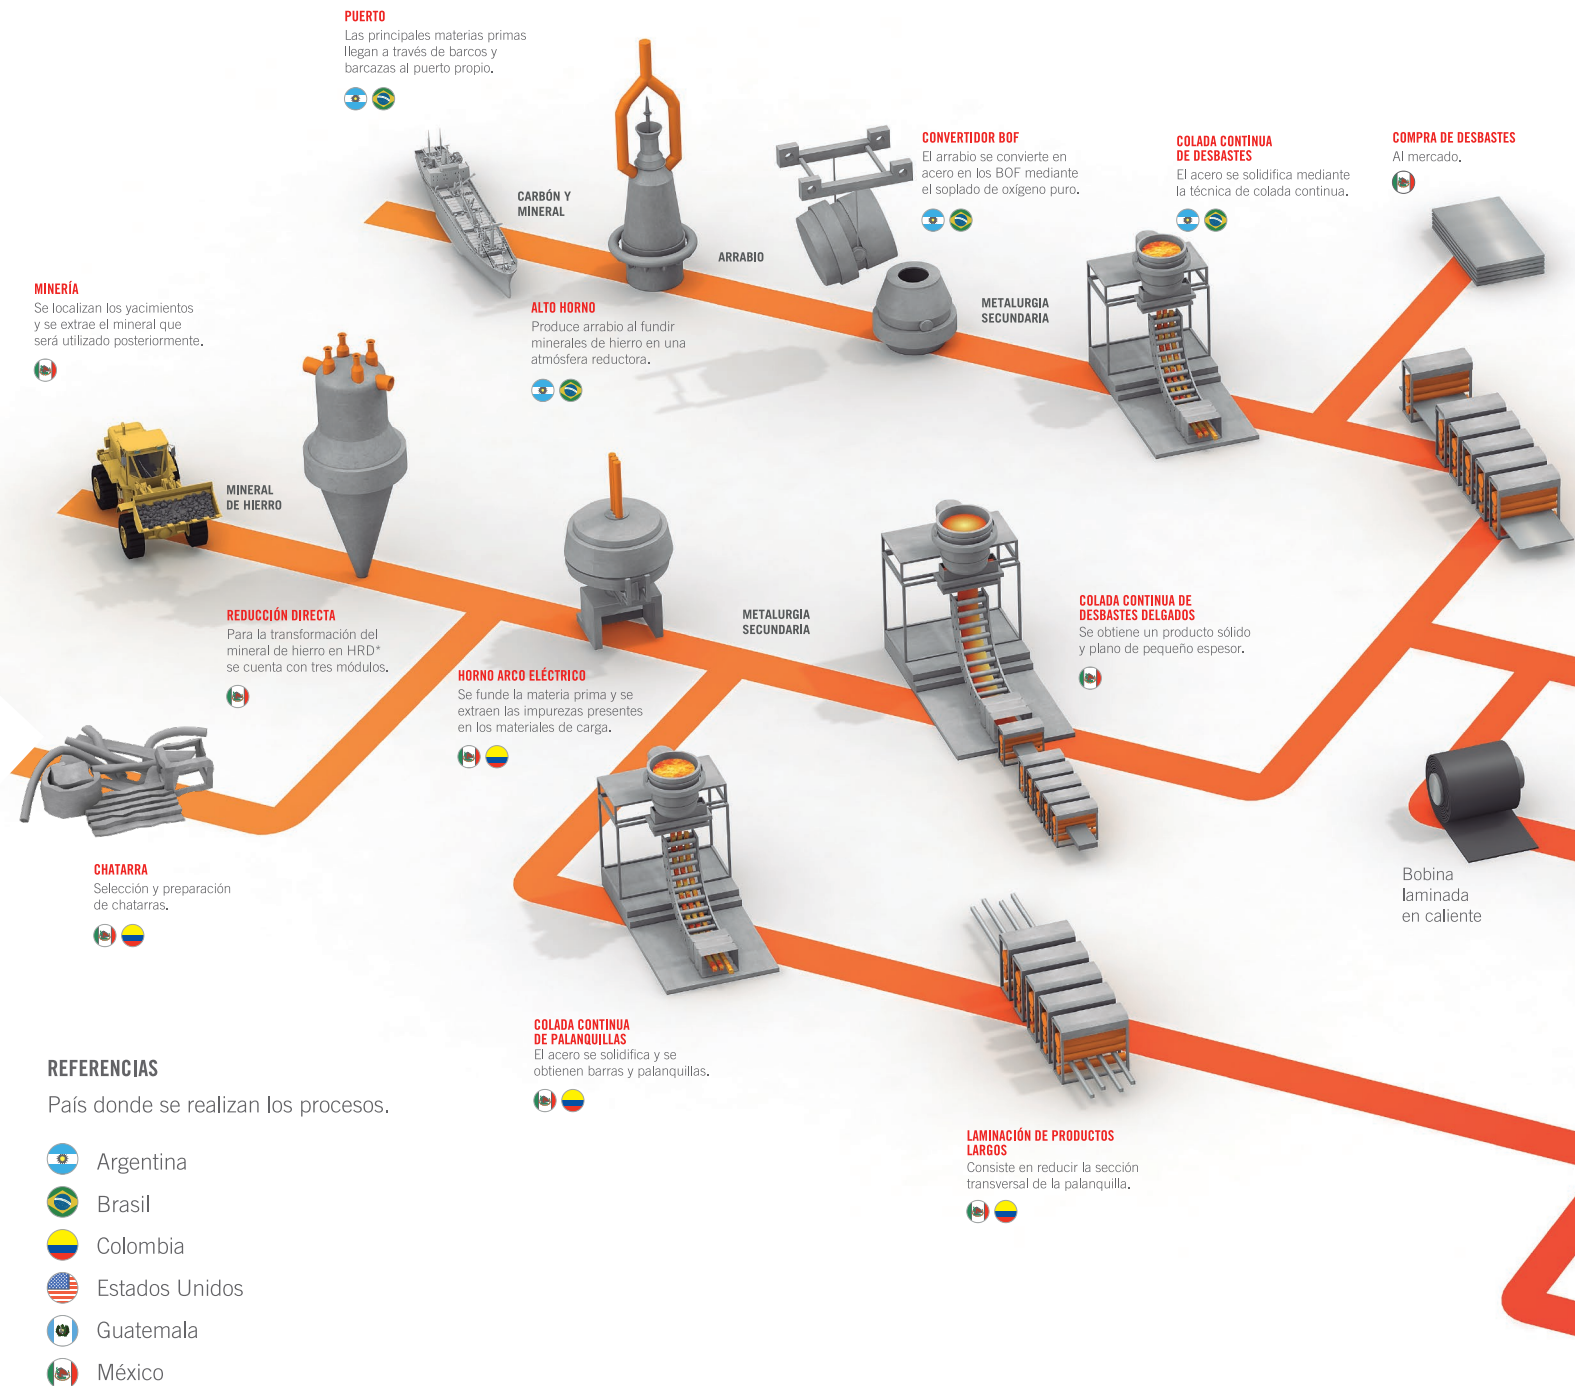 PUERTO
Las principales materias primas
llegan a través de barcos y
barcazas al puerto propio.
CARBÓN Y
MINERAL
ARRABIO
CONVERTIDOR BOF
El arrabio se convierte en
acero en los BOF mediante
el soplado de oxígeno puro.
COLADA CONTINUA
DE DESBASTES
El acero se solidifica mediante
la técnica de colada continua.
COMPRA DE DESBASTES
Al mercado.
MINERÍA
Se localizan los yacimientos
y se extrae el mineral que
será utilizado posteriormente.
ALTO HORNO
Produce arrabio al fundir
minerales de hierro en una
atmósfera reductora.
METALURGIA
SECUNDARIA
MINERAL
DE HIERRO
REDUCCIÓN DIRECTA
Para la transformación del
mineral de hierro en HRD*
se cuenta con tres módulos.
HORNO ARCO ELÉCTRICO
Se funde la materia prima y se
extraen las impurezas presentes
en los materiales de carga.
METALURGIA
SECUNDARIA
COLADA CONTINUA DE
DESBASTES DELGADOS
Se obtiene un producto sólido
y plano de pequeño espesor.
CHATARRA
Selección y preparación
de chatarras.
Bobina
laminada
en caliente
COLADA CONTINUA
DE PALANQUILLAS
El acero se solidifica y se
obtienen barras y palanquillas.
LAMINACIÓN DE PRODUCTOS
LARGOS
Consiste en reducir la sección
transversal de la palanquilla.
REFERENCIAS
País donde se realizan los procesos.
Argentina
Brasil
Colombia
Estados Unidos
Guatemala
México